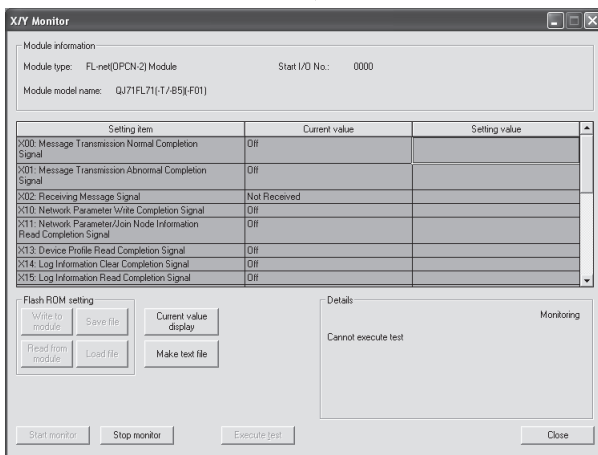 X/Y Monitor
Module information
Module type: FL-net(OPCN-2) Module Start I/O No.: 0000
Module model name: QJ71FL71(-T/-B5)(-F01)
Setting item Current value Setting value
X00: Message Transmission Normal Completion Off
Signal
X01: Message Transmission Abnormal Completion Off
Signal
X02: Receiving Message Signal Not Received
X10: Network Parameter Write Completion Signal Off
X11: Network Parameter/Join Node Information Off
Read Completion Signal
X13: Device Profile Read Completion Signal Off
X14: Log Information Clear Completion Signal Off
X15: Log Information Read Completion Signal Off
Flash ROM setting
Write to
module
Save file
Current value
display
Read from
module
Load file
Make text file
Details
Monitoring
Cannot execute test
Start monitor Stop monitor Execute test Close